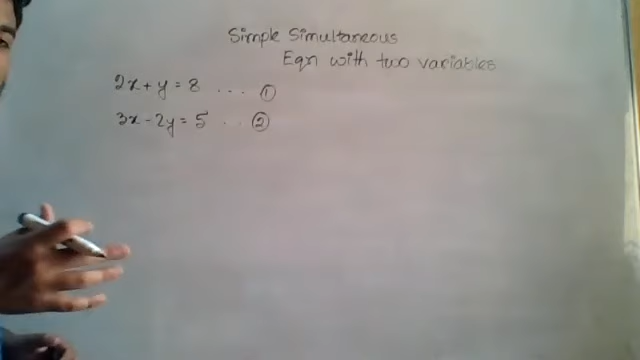 Simple Simultaneous
Eqn with two variables
2x + y = 8 ... ①
3x - 2y = 5 .. ②